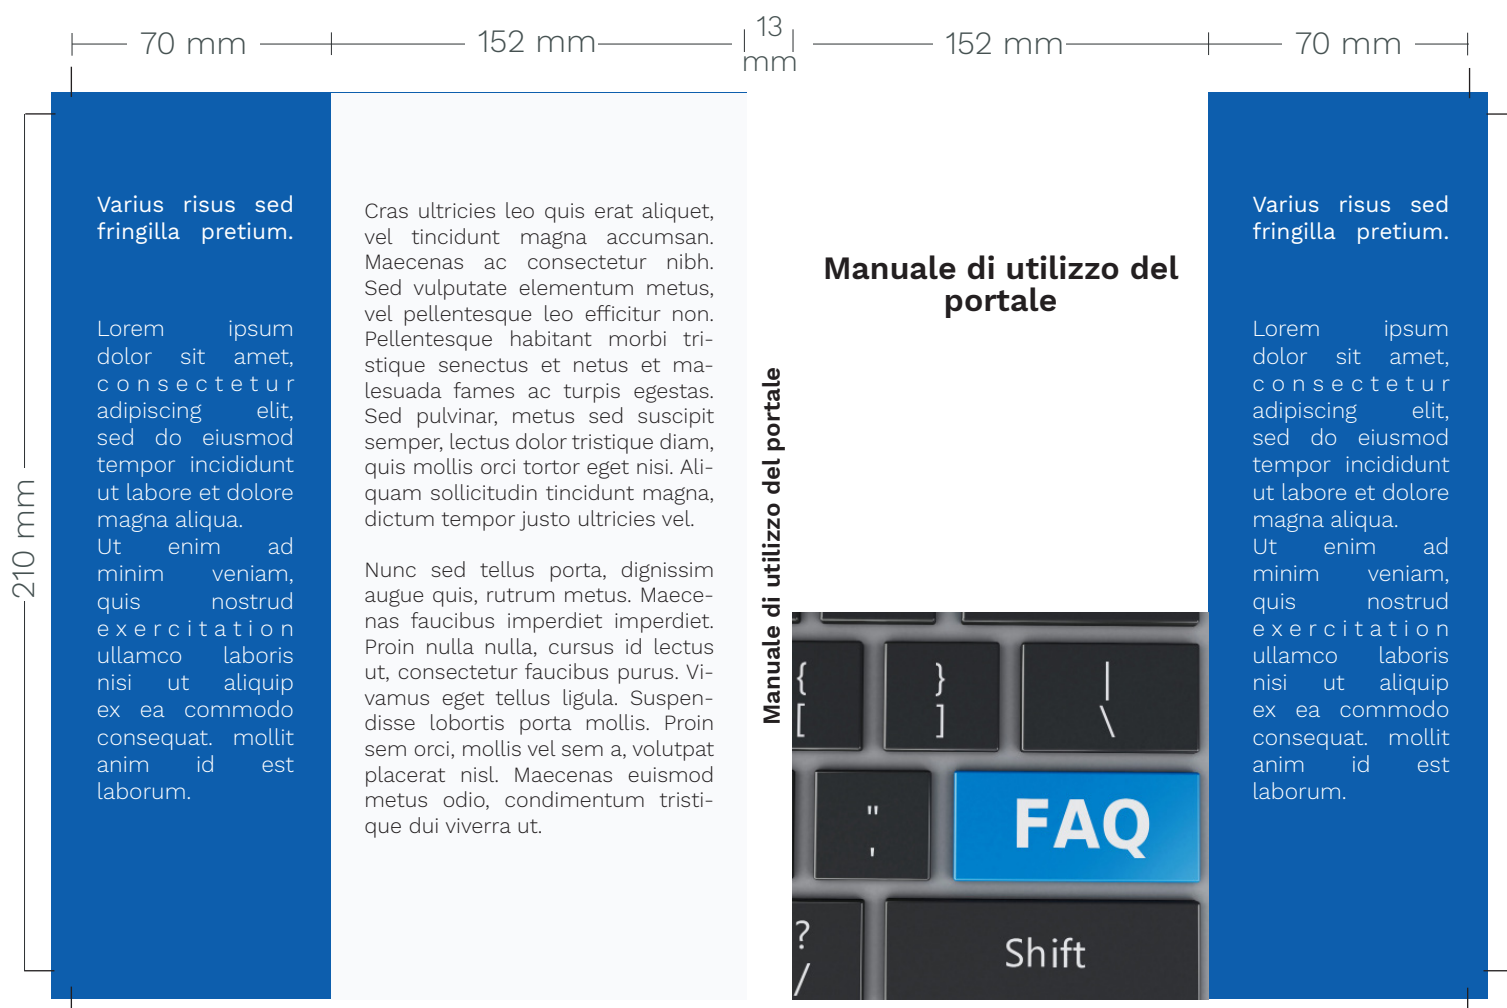 70 mm
152 mm
13
mm
152 mm
70 mm
210 mm
Varius risus sed
fringilla pretium.
Lorem ipsum
dolor sit amet,
consectetur
adipiscing elit,
sed do eiusmod
tempor incididunt
ut labore et dolore
magna aliqua.
Ut enim ad
minim veniam,
quis nostrud
exercitation
ullamco laboris
nisi ut aliquip
ex ea commodo
consequat. mollit
anim id est
laborum.
Cras ultricies leo quis erat aliquet,
vel tincidunt magna accumsan.
Maecenas ac consectetur nibh.
Sed vulputate elementum metus,
vel pellentesque leo efficitur non.
Pellentesque habitant morbi tri-
stique senectus et netus et ma-
lesuada fames ac turpis egestas.
Sed pulvinar, metus sed suscipit
semper, lectus dolor tristique diam,
quis mollis orci tortor eget nisi. Ali-
quam sollicitudin tincidunt magna,
dictum tempor justo ultricies vel.
Nunc sed tellus porta, dignissim
augue quis, rutrum metus. Maece-
nas faucibus imperdiet imperdiet.
Proin nulla nulla, cursus id lectus
ut, consectetur faucibus purus. Vi-
vamus eget tellus ligula. Suspen-
disse lobortis porta mollis. Proin
sem orci, mollis vel sem a, volutpat
placerat nisl. Maecenas euismod
metus odio, condimentum tristi-
que dui viverra ut.
Manuale di utilizzo del portale
Manuale di utilizzo del
portale
{ } |
[ ] \
"
'
FAQ
?
/
Shift
Varius risus sed
fringilla pretium.
Lorem ipsum
dolor sit amet,
consectetur
adipiscing elit,
sed do eiusmod
tempor incididunt
ut labore et dolore
magna aliqua.
Ut enim ad
minim veniam,
quis nostrud
exercitation
ullamco laboris
nisi ut aliquip
ex ea commodo
consequat. mollit
anim id est
laborum.